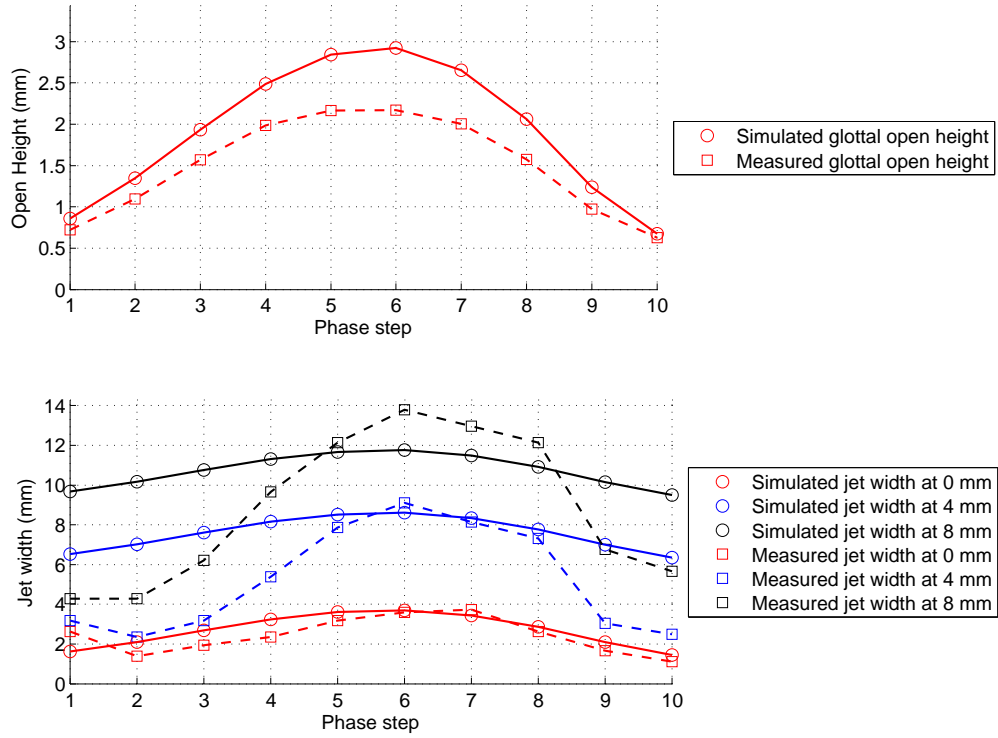 3
2.5
2
1.5
1
0.5
0
Open Height (mm)
1 2 3 4 5 6 7 8 9 10
Phase step
Simulated glottal open height
Measured glottal open height
14
12
10
8
6
4
2
0
Jet width (mm)
1 2 3 4 5 6 7 8 9 10
Phase step
Simulated jet width at 0 mm
Simulated jet width at 4 mm
Simulated jet width at 8 mm
Measured jet width at 0 mm
Measured jet width at 4 mm
Measured jet width at 8 mm